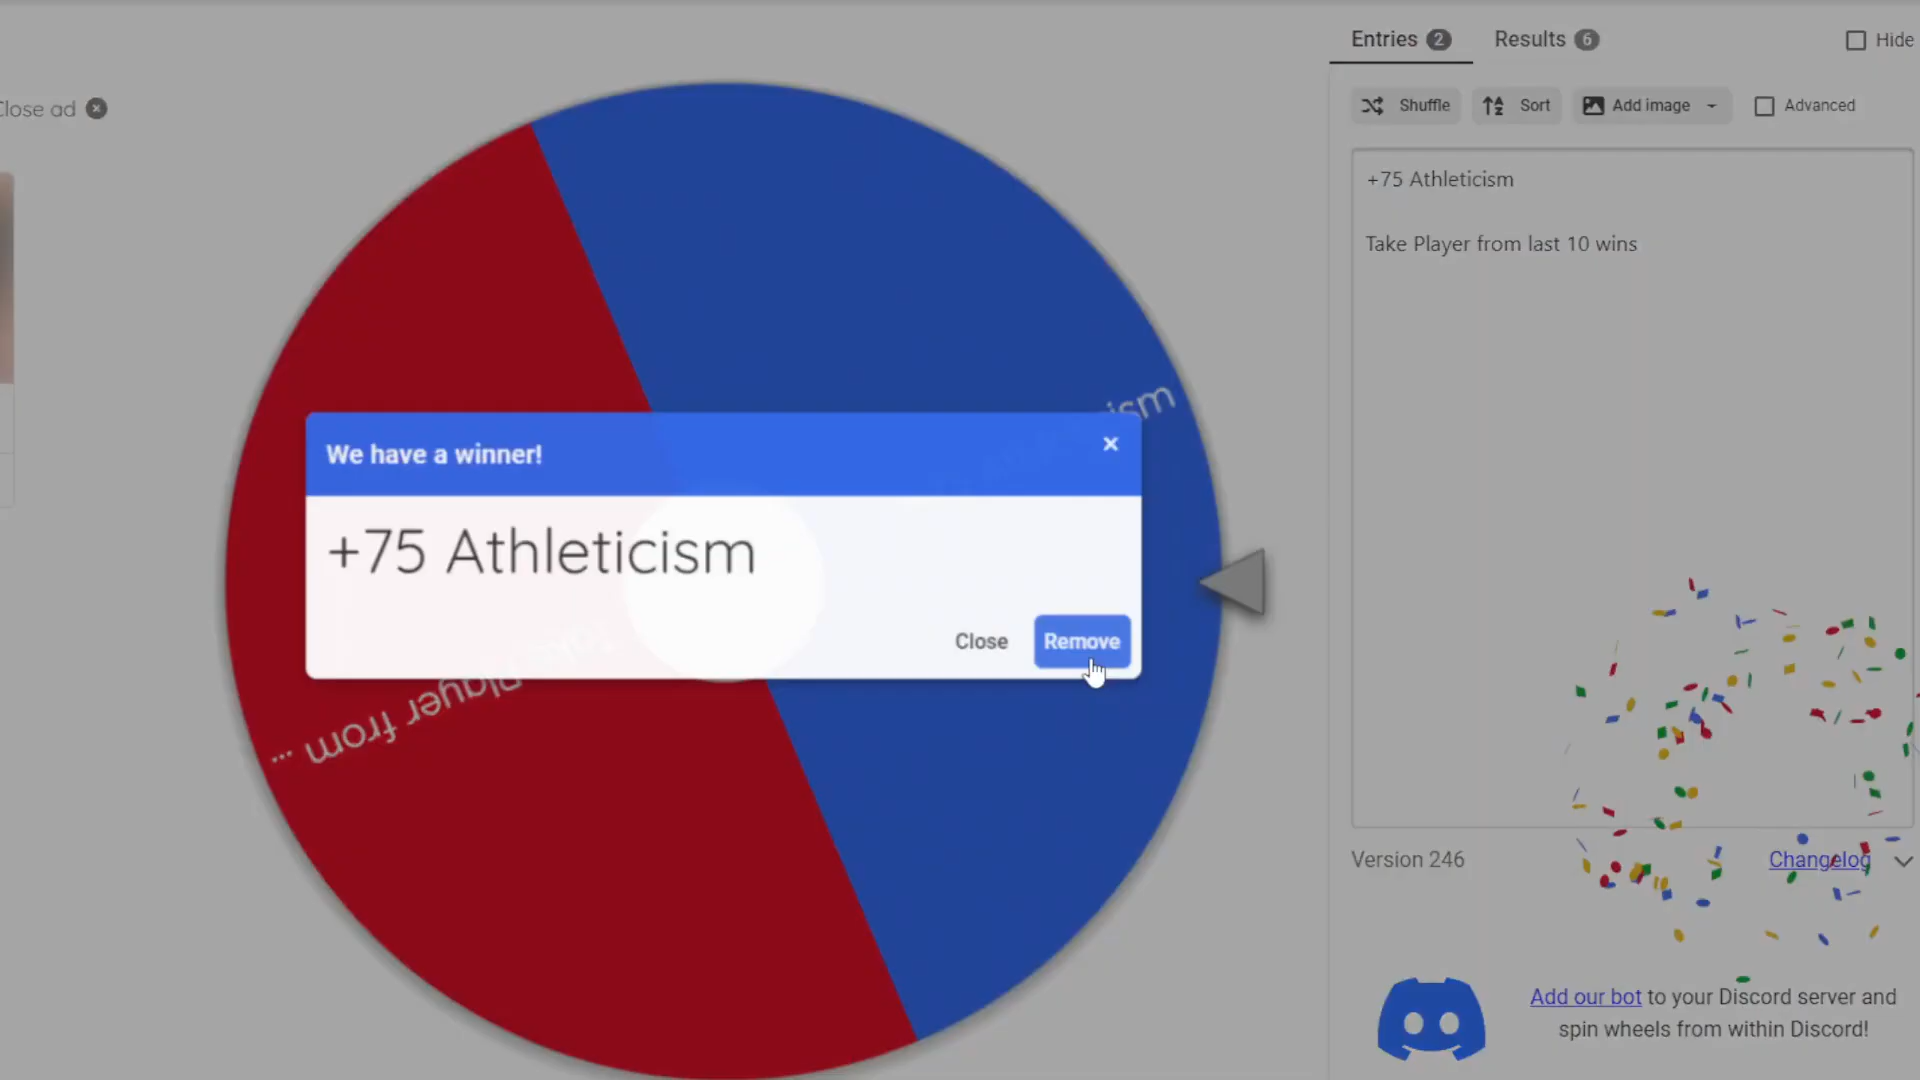 Entries 2
Results 6
Hide
Close ad
Shuffle
Sort
Add image
Advanced
+75 Athleticism
Take Player from last 10 wins
ism
We have a winner!
+75 Athleticism
Close
Remove
Take Player from ...
Version 246
Changelog
Add our bot to your Discord server and
spin wheels from within Discord!